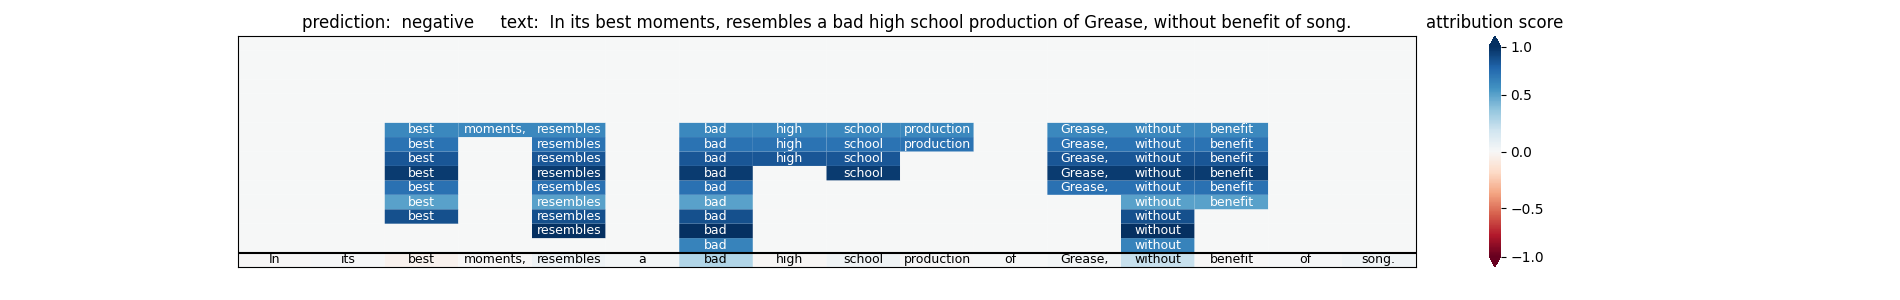 prediction:  negative     text:  In its best moments, resembles a bad high school production of Grease, without benefit of song.     attribution score
1.0
0.5
0.0
−0.5
−1.0
best moments, resembles bad high school production Grease, without benefit
best resembles bad high school production Grease, without benefit
best resembles bad high school Grease, without benefit
best resembles bad school Grease, without benefit
best resembles bad Grease, without benefit
best resembles bad without benefit
best resembles bad without
resembles bad without
bad without
In its best moments, resembles a bad high school production of Grease, without benefit of song.